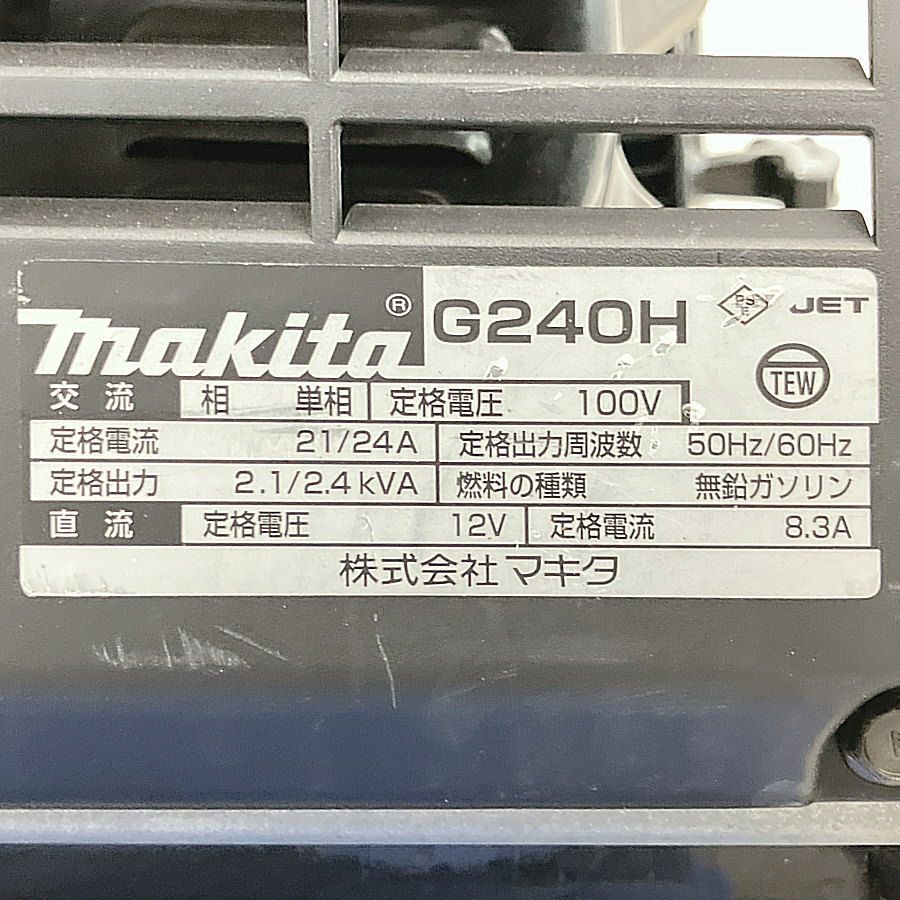 makita® G240H PSE JET
TEW
交流 相 単相 定格電圧 100V
定格電流 21/24A 定格出力周波数 50Hz/60Hz
定格出力 2.1/2.4kVA 燃料の種類 無鉛ガソリン
直流 定格電圧 12V 定格電流 8.3A
株式会社マキタ